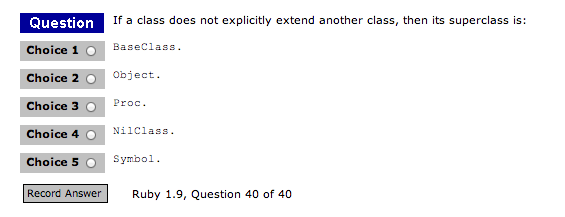 Question If a class does not explicitly extend another class, then its superclass is:
Choice 1 BaseClass.
Choice 2 Object.
Choice 3 Proc.
Choice 4 NilClass.
Choice 5 Symbol.
Record Answer Ruby 1.9, Question 40 of 40